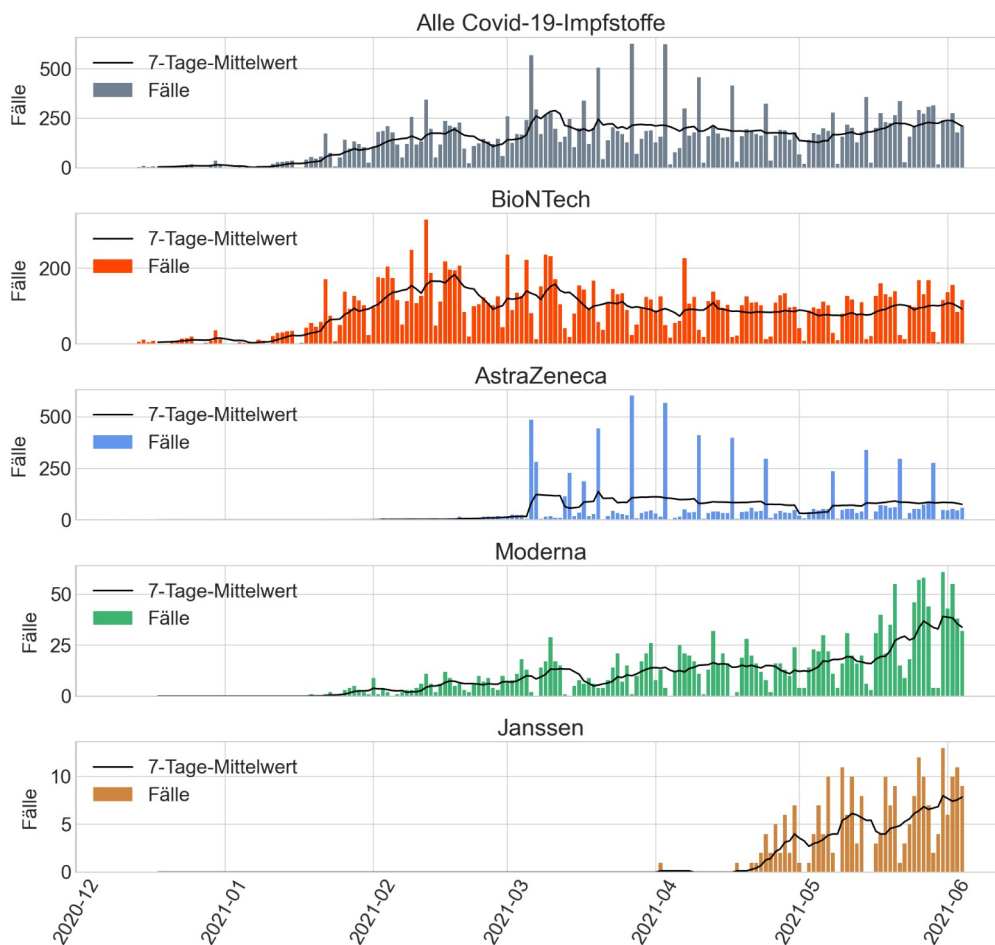 Alle Covid-19-Impfstoffe
Fälle
500
250
0
7-Tage-Mittelwert
Fälle
BioNTech
Fälle
200
0
7-Tage-Mittelwert
Fälle
AstraZeneca
Fälle
500
250
0
7-Tage-Mittelwert
Fälle
Moderna
Fälle
50
25
0
7-Tage-Mittelwert
Fälle
Janssen
Fälle
10
5
0
7-Tage-Mittelwert
Fälle
2020-12
2021-01
2021-02
2021-03
2021-04
2021-05
2021-06